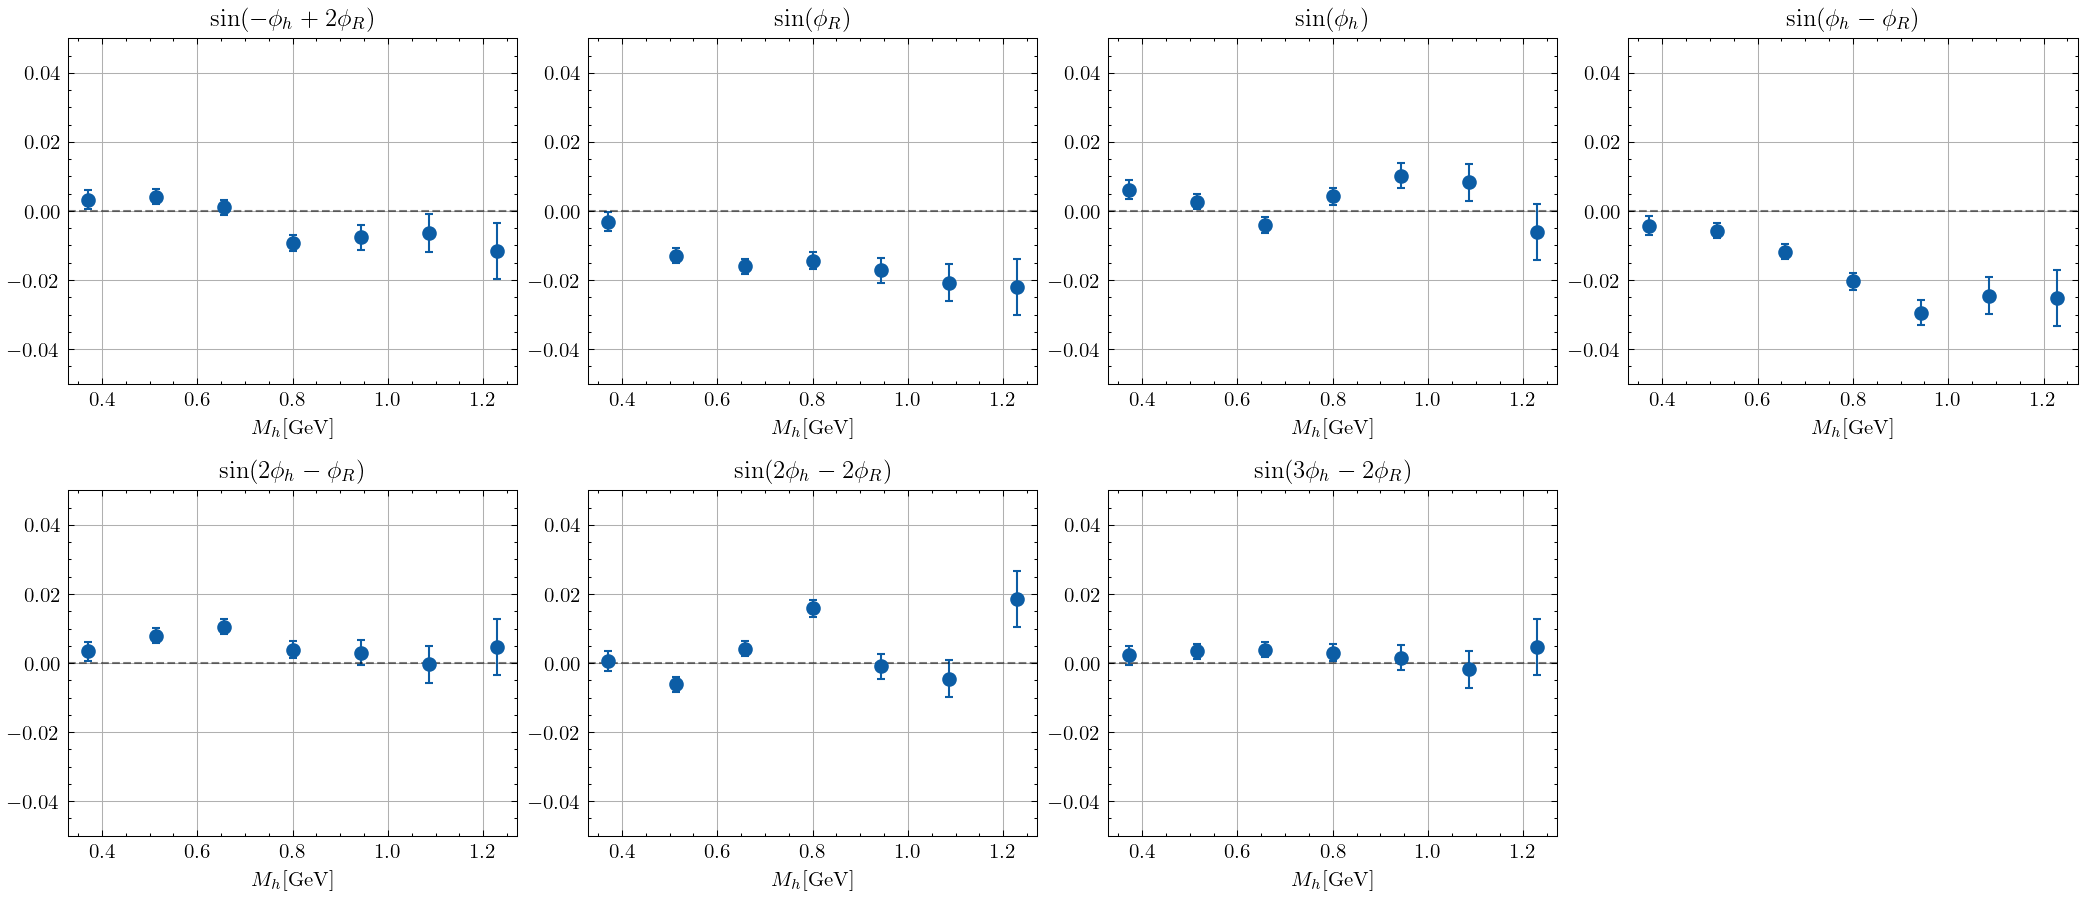 sin(−ϕ_h + 2ϕ_R)
sin(ϕ_R)
sin(ϕ_h)
sin(ϕ_h − ϕ_R)
0.04 0.04 0.04 0.04
0.02 0.02 0.02 0.02
0.00 0.00 0.00 0.00
−0.02 −0.02 −0.02 −0.02
−0.04 −0.04 −0.04 −0.04
0.4 0.6 0.8 1.0 1.2 0.4 0.6 0.8 1.0 1.2 0.4 0.6 0.8 1.0 1.2 0.4 0.6 0.8 1.0 1.2
M_h[GeV] M_h[GeV] M_h[GeV] M_h[GeV]
sin(2ϕ_h − ϕ_R)
sin(2ϕ_h − 2ϕ_R)
sin(3ϕ_h − 2ϕ_R)
0.04 0.04 0.04
0.02 0.02 0.02
0.00 0.00 0.00
−0.02 −0.02 −0.02
−0.04 −0.04 −0.04
0.4 0.6 0.8 1.0 1.2 0.4 0.6 0.8 1.0 1.2 0.4 0.6 0.8 1.0 1.2
M_h[GeV] M_h[GeV] M_h[GeV]